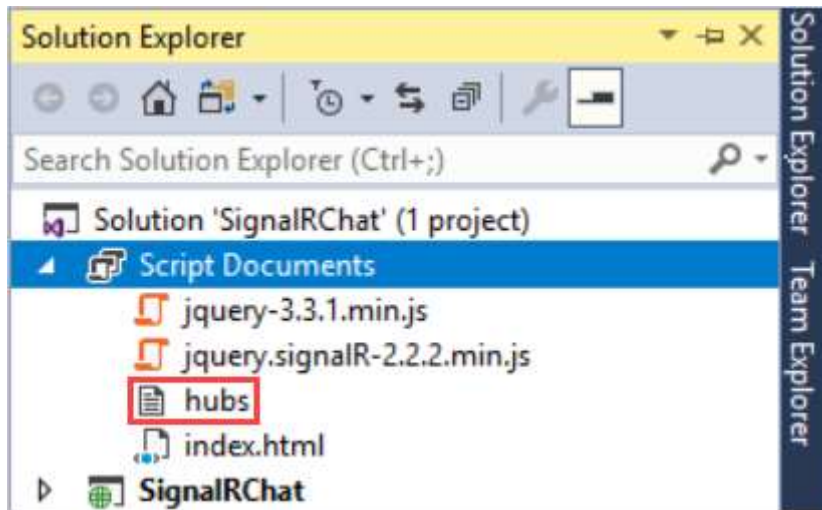 Solution Explorer
Search Solution Explorer (Ctrl+;)
Solution 'SignalRChat' (1 project)
Script Documents
jquery-3.3.1.min.js
jquery.signalR-2.2.2.min.js
hubs
index.html
SignalRChat
Solution Explorer
Team Explorer